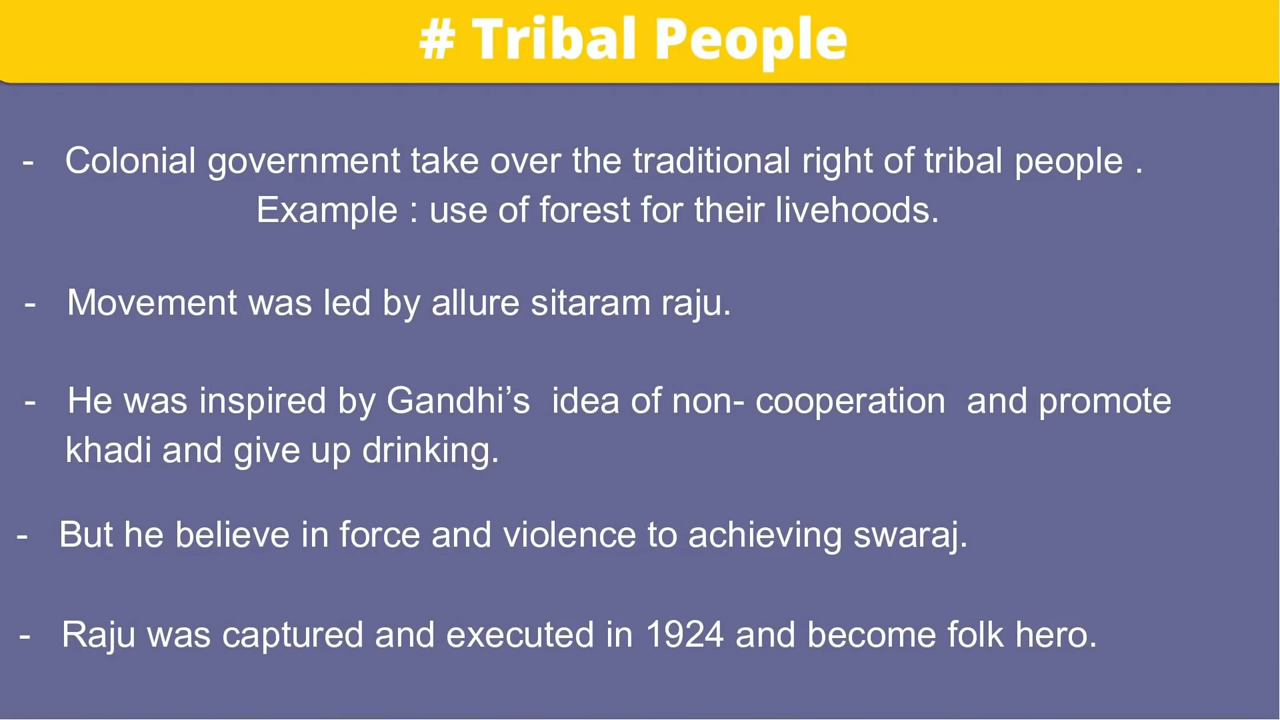 # Tribal People
- Colonial government take over the traditional right of tribal people .
Example : use of forest for their livehoods.
- Movement was led by allure sitaram raju.
- He was inspired by Gandhi’s idea of non- cooperation and promote
khadi and give up drinking.
- But he believe in force and violence to achieving swaraj.
- Raju was captured and executed in 1924 and become folk hero.